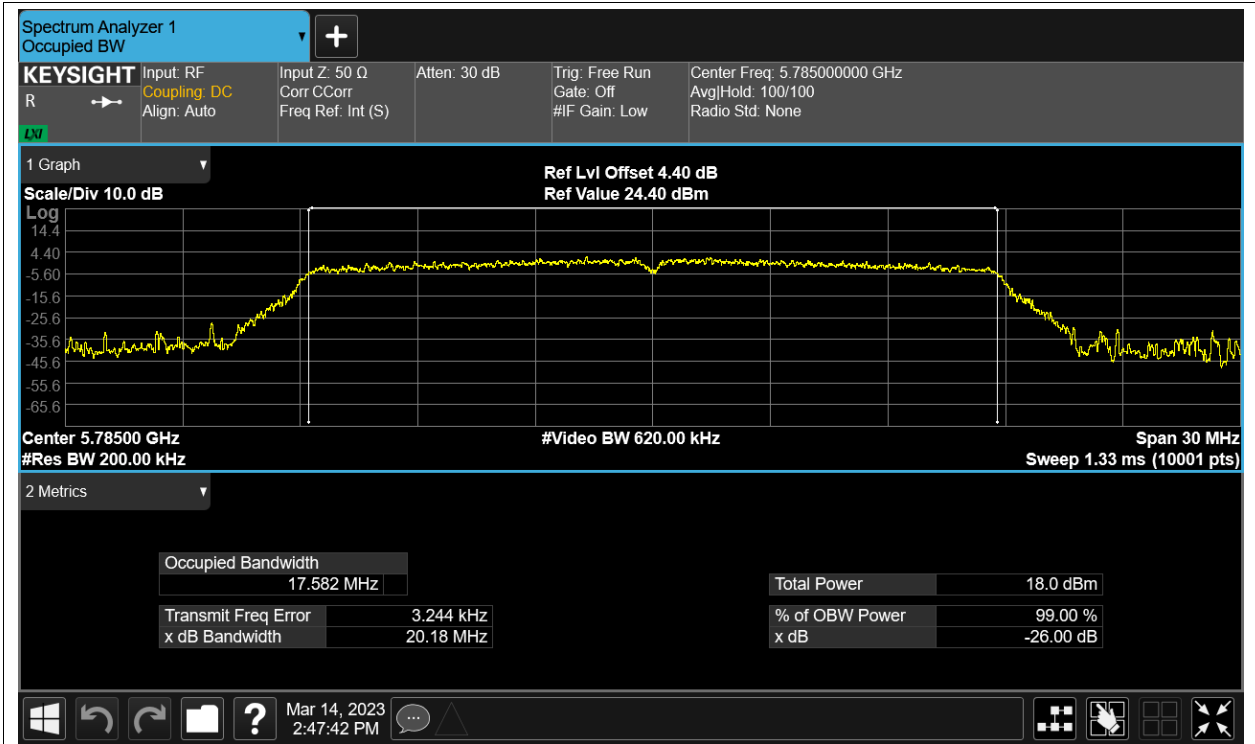 Spectrum Analyzer 1
Occupied BW
KEYSIGHT
R
LXI
Input: RF
Coupling: DC
Align: Auto
Input Z: 50 Ω
Corr CCorr
Freq Ref: Int (S)
Atten: 30 dB
Trig: Free Run
Gate: Off
#IF Gain: Low
Center Freq: 5.785000000 GHz
Avg|Hold: 100/100
Radio Std: None
1 Graph
Scale/Div 10.0 dB
Ref Lvl Offset 4.40 dB
Ref Value 24.40 dBm
Log
14.4
4.40
-5.60
-15.6
-25.6
-35.6
-45.6
-55.6
-65.6
Center 5.78500 GHz
#Video BW 620.00 kHz
Span 30 MHz
#Res BW 200.00 kHz
Sweep 1.33 ms (10001 pts)
2 Metrics
Occupied Bandwidth
17.582 MHz
Total Power 18.0 dBm
Transmit Freq Error 3.244 kHz
% of OBW Power 99.00 %
x dB Bandwidth 20.18 MHz
x dB -26.00 dB
?
Mar 14, 2023
2:47:42 PM